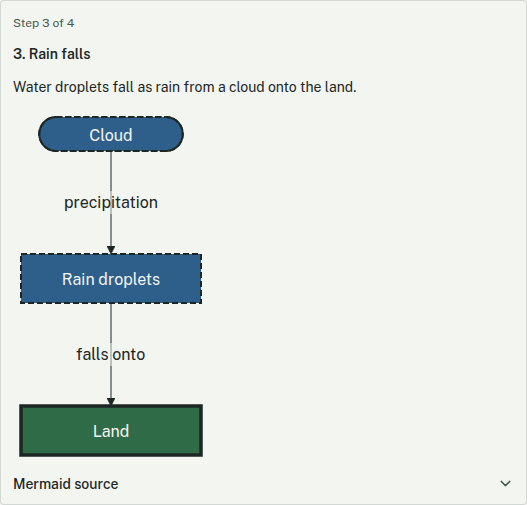 Step 3 of 4
3. Rain falls
Water droplets fall as rain from a cloud onto the land.
Cloud
precipitation
Rain droplets
falls onto
Land
Mermaid source